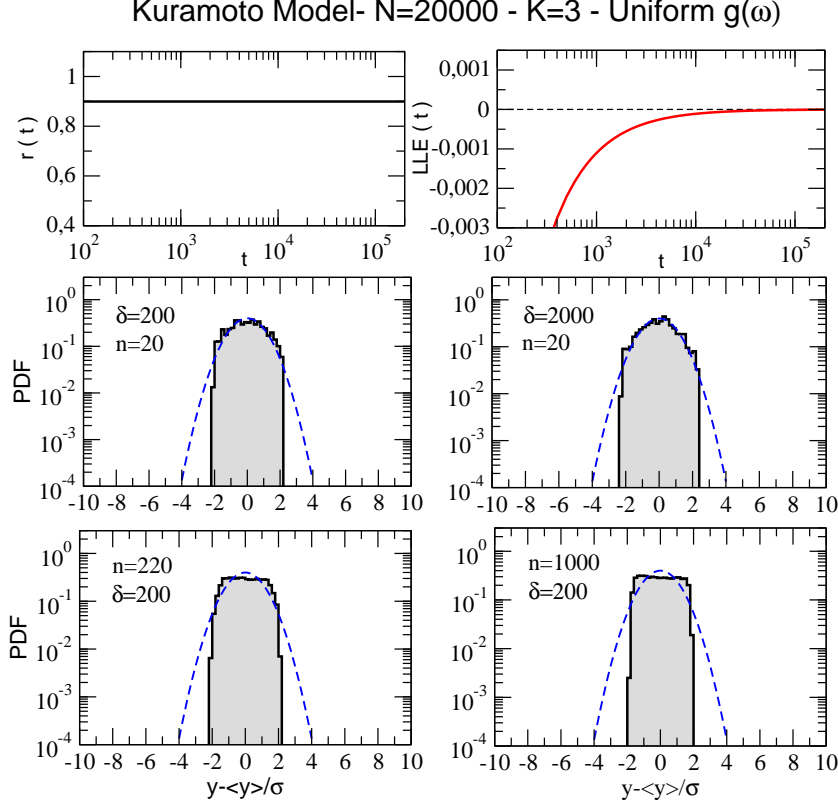 Kuramoto Model- N=20000 - K=3 - Uniform g(ω)
1
0.8
0,6
0.4
r ( t )
10^2 10^3 10^4 10^5
t
0,001
0
-0,001
-0,002
-0,003
LLE ( t )
10^2 10^3 10^4 10^5
t
10^0
10^-1
10^-2
10^-3
10^-4
PDF
δ=200
n=20
-10 -8 -6 -4 -2 0 2 4 6 8 10
10^0
10^-1
10^-2
10^-3
10^-4
δ=2000
n=20
-10 -8 -6 -4 -2 0 2 4 6 8 10
10^0
10^-1
10^-2
10^-3
10^-4
PDF
n=220
δ=200
-10 -8 -6 -4 -2 0 2 4 6 8 10
y-<y>/σ
10^0
10^-1
10^-2
10^-3
10^-4
n=1000
δ=200
-10 -8 -6 -4 -2 0 2 4 6 8 10
y-<y>/σ